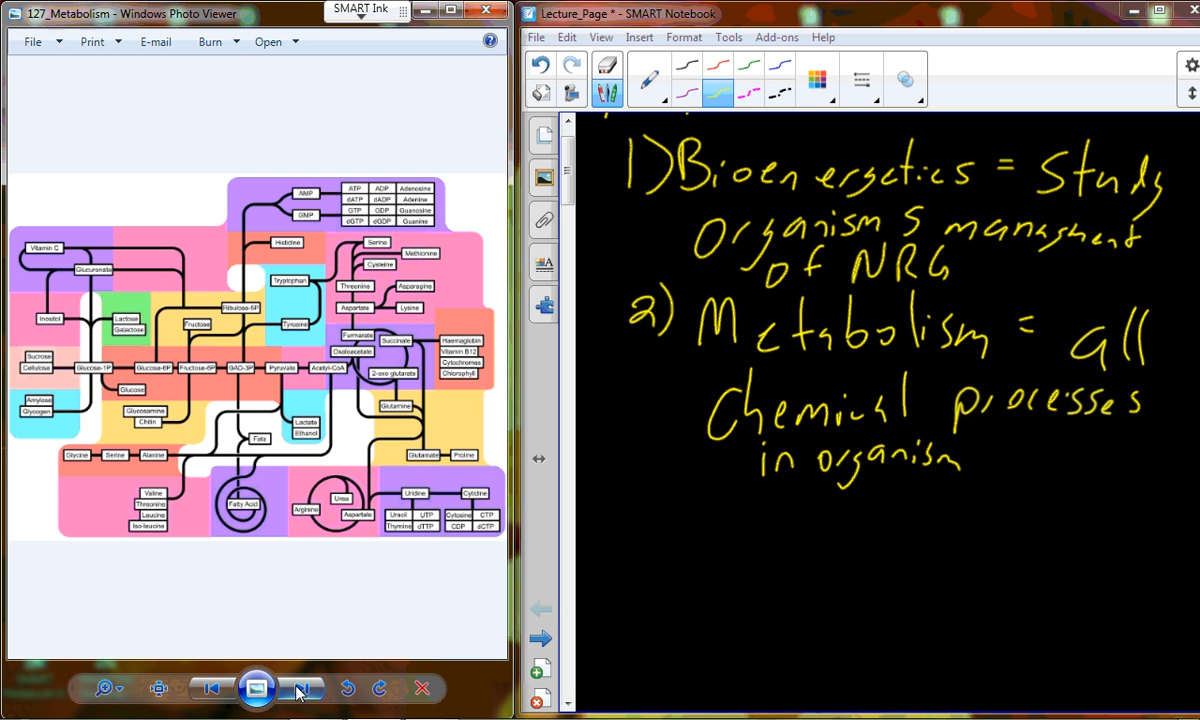 127_Metabolism - Windows Photo Viewer
SMART Ink
File Print E-mail Burn Open
AMP
GMP
ATP ADP Adenosine
dATP dADP Adenine
GTP GDP Guanosine
dGTP dGDP Guanine
Vitamin C
Histidine
Serine
Methionine
Cysteine
Glucuronate
Tryptophan
Threonine
Asparagine
Ribulose-5P
Aspartate
Lysine
Inositol
Lactose
Galactose
Fructose
Tyrosine
Fumarate
Oxaloacetate
Succinate
Haemoglobin
Vitamin B12
Cytochromes
Chlorophyll
2-oxo glutarate
Sucrose
Cellulose
Glucose-1P
Glucose-6P
Fructose-6P
GAD-3P
Pyruvate
Acetyl-CoA
Glucose
Amylose
Glycogen
Glucosamine
Chitin
Glutamine
Lactate
Ethanol
Fats
Glycine
Serine
Alanine
Glutamate
Proline
Valine
Threonine
Leucine
Iso-leucine
Fatty Acid
Arginine
Urea
Aspartate
Uridine
Cytidine
Uracil UTP
Thymine dTTP
Cytosine CTP
CDP dCTP
Lecture_Page * - SMART Notebook
File Edit View Insert Format Tools Add-ons Help
1) Bioenergetics = Study
organisms managment
of NRG
2) Metabolism = all
Chemical processes
in organism